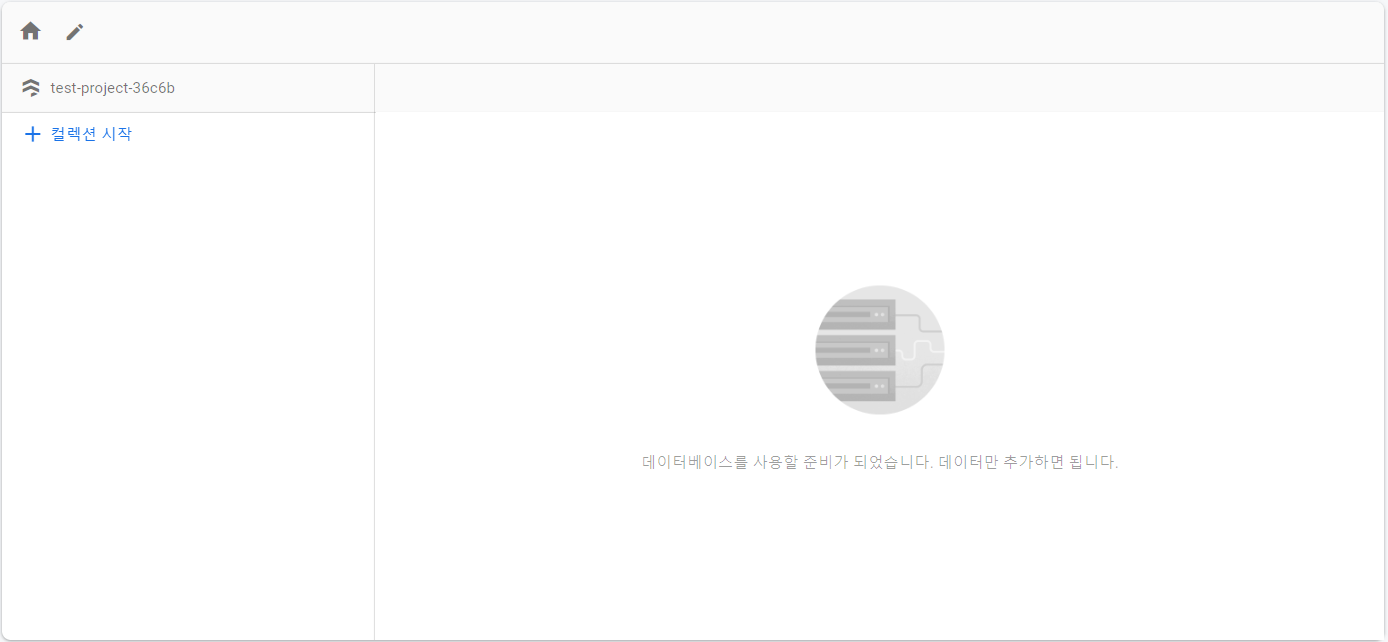 test-project-36c6b
컬렉션 시작
데이터베이스를 사용할 준비가 되었습니다. 데이터만 추가하면 됩니다.